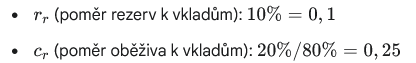 • r_r (poměr rezerv k vkladům): 10% = 0,1
• c_r (poměr oběživa k vkladům): 20%/80% = 0,25